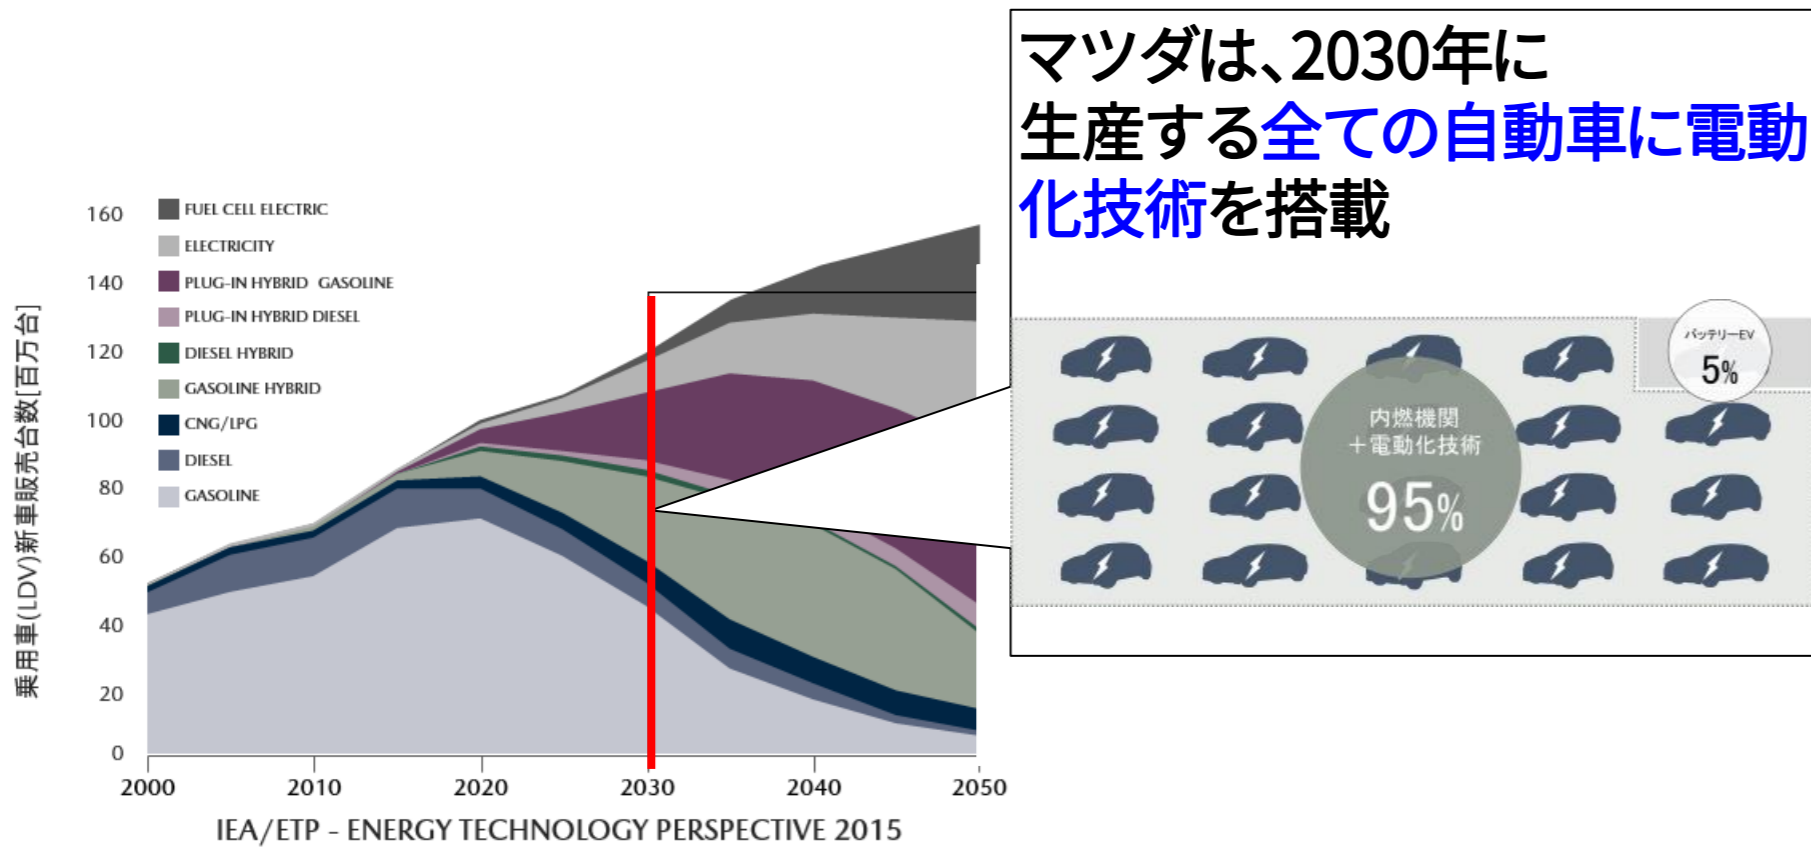 マツダは、2030年に
生産する全ての自動車に電動
化技術を搭載
160
140
120
100
80
60
40
20
0
乗用車(LDV)新車販売台数[百万台]
FUEL CELL ELECTRIC
ELECTRICITY
PLUG-IN HYBRID GASOLINE
PLUG-IN HYBRID DIESEL
DIESEL HYBRID
GASOLINE HYBRID
CNG/LPG
DIESEL
GASOLINE
2000
2010
2020
2030
2040
2050
IEA/ETP - ENERGY TECHNOLOGY PERSPECTIVE 2015
バッテリーEV
5%
内燃機関
+電動化技術
95%